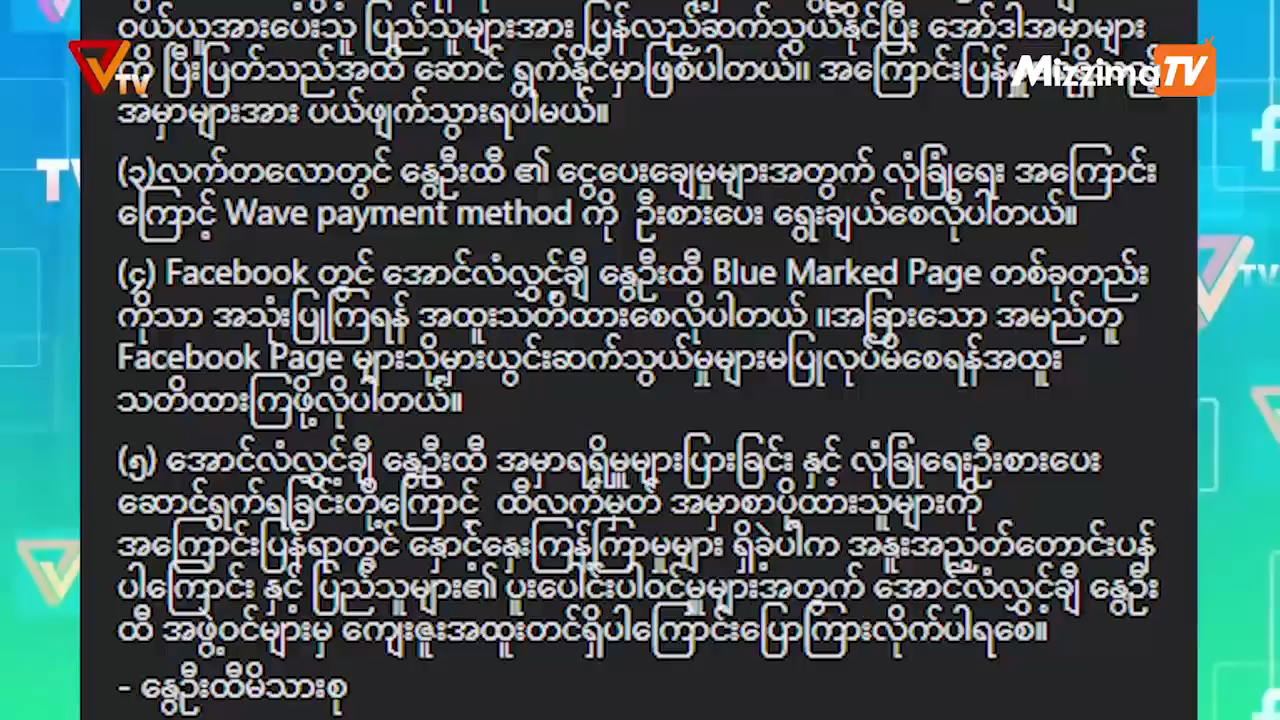 ဝယ်ယူအားပေးသူ ပြည်သူများအား ပြန်လည်ဆက်သွယ်နိုင်ပြီး အော်ဒါအမှာများ
ကို ပြီးပြတ်သည်အထိ ဆောင် ရွက်နိုင်မှာဖြစ်ပါတယ်။ အကြောင်းပြန်မှု
အမှာများအား ပယ်ဖျက်သွားရပါမယ်။
(၃)လက်တလောတွင် နွေဦးထီ ၏ ငွေပေးချေမှုများအတွက် လုံခြုံရေး အကြောင်း
ကြောင့် Wave payment method ကို ဦးစားပေး ရွေးချယ်စေလိုပါတယ်။
(၄) Facebook တွင် အောင်လံလွှင့်ချီ နွေဦးထီ Blue Marked Page တစ်ခုတည်း
ကိုသာ အသုံးပြုကြရန် အထူးသတိထားစေလိုပါတယ် ။အခြားသော အမည်တူ
Facebook Page များသို့မှားယွင်းဆက်သွယ်မှုများမပြုလုပ်မိစေရန်အထူး
သတိထားကြဖို့လိုပါတယ်။
(၅) အောင်လံလွှင့်ချီ နွေဦးထီ အမှာရရှိမှုများပြားခြင်း နှင့် လုံခြုံရေးဦးစားပေး
ဆောင်ရွက်ရခြင်းတို့ကြောင့် ထီလက်မှတ် အမှာစာပို့ထားသူများကို
အကြောင်းပြန်ရာတွင် နှောင့်နှေးကြန့်ကြာမှုများ ရှိခဲ့ပါက အနူးအညွတ်တောင်းပန်
ပါကြောင်း နှင့် ပြည်သူများ၏ ပူးပေါင်းပါဝင်မှုများအတွက် အောင်လံလွှင့်ချီ နွေဦး
ထီ အဖွဲ့ဝင်များမှ ကျေးဇူးအထူးတင်ရှိပါကြောင်းပြောကြားလိုက်ပါရစေ။
- နွေဦးထီမိသားစု
TV
Mizzima TV
TV
TV